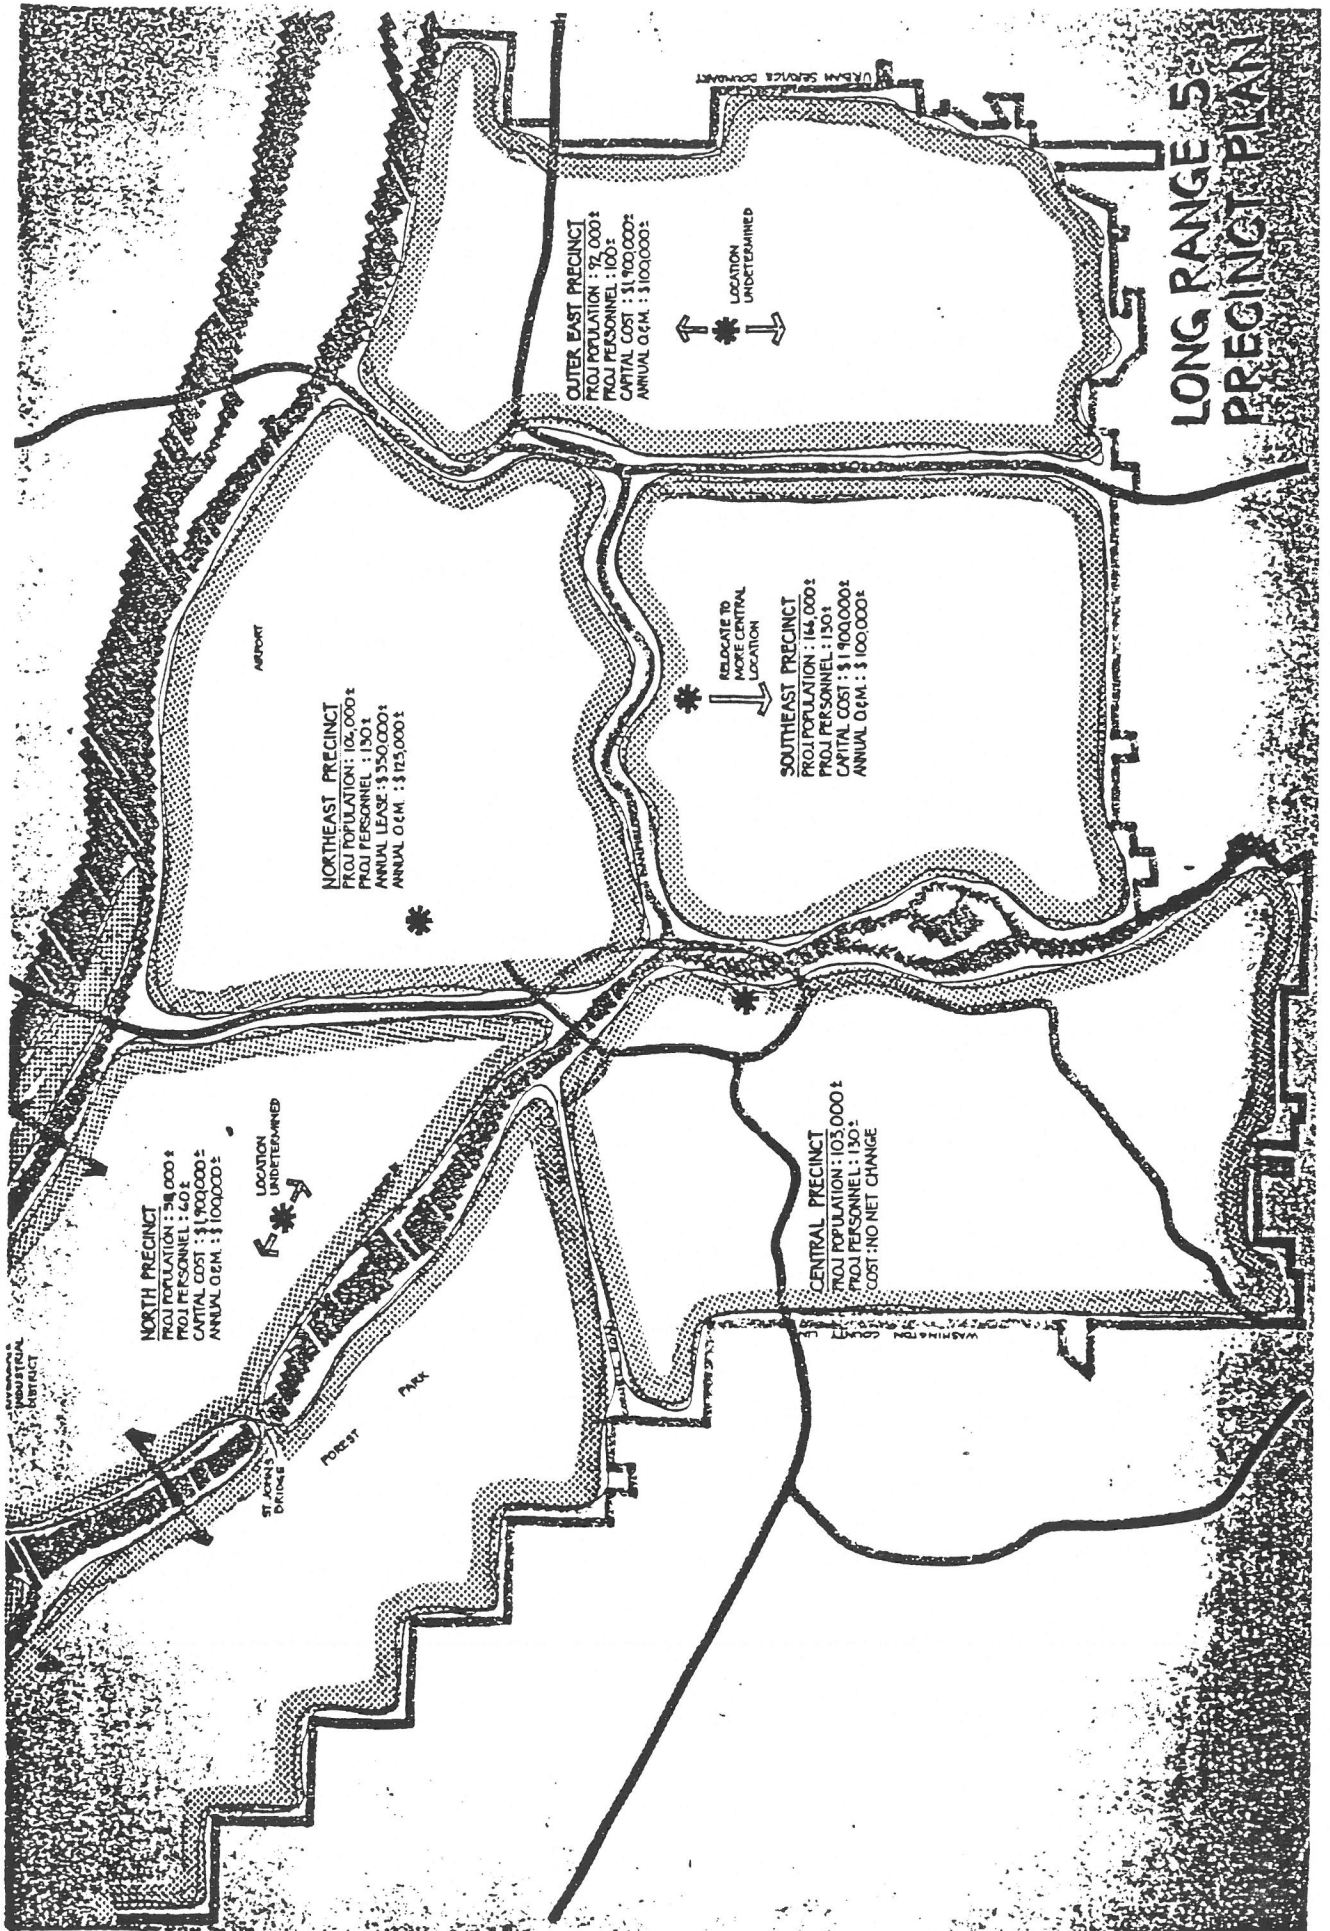 LONG RANGE 5
PRECINCT PLAN
INDUSTRIAL
DISTRICT
NORTH PRECINCT
PROJ POPULATION : 58,000±
PROJ PERSONNEL : 60±
CAPITAL COST : $1,900,000±
ANNUAL O.&M. : $100,000±
LOCATION
UNDETERMINED
ST JOHNS
BRIDGE
FOREST
PARK
NORTHEAST PRECINCT
PROJ POPULATION : 106,000±
PROJ PERSONNEL : 130±
ANNUAL LEASE : $350,000±
ANNUAL O.&M. : $125,000±
AIRPORT
OUTER EAST PRECINCT
PROJ POPULATION : 92,000±
PROJ PERSONNEL : 100±
CAPITAL COST : $1,900,000±
ANNUAL O.&M. : $100,000±
LOCATION
UNDETERMINED
URBAN SERVICE BOUNDARY
RELOCATE TO
MORE CENTRAL
LOCATION
SOUTHEAST PRECINCT
PROJ POPULATION : 166,000±
PROJ PERSONNEL : 130±
CAPITAL COST : $1,900,000±
ANNUAL O.&M. : $100,000±
CENTRAL PRECINCT
PROJ POPULATION : 103,000±
PROJ PERSONNEL : 130±
COST : NO NET CHANGE
WASHINGTON COUNTY